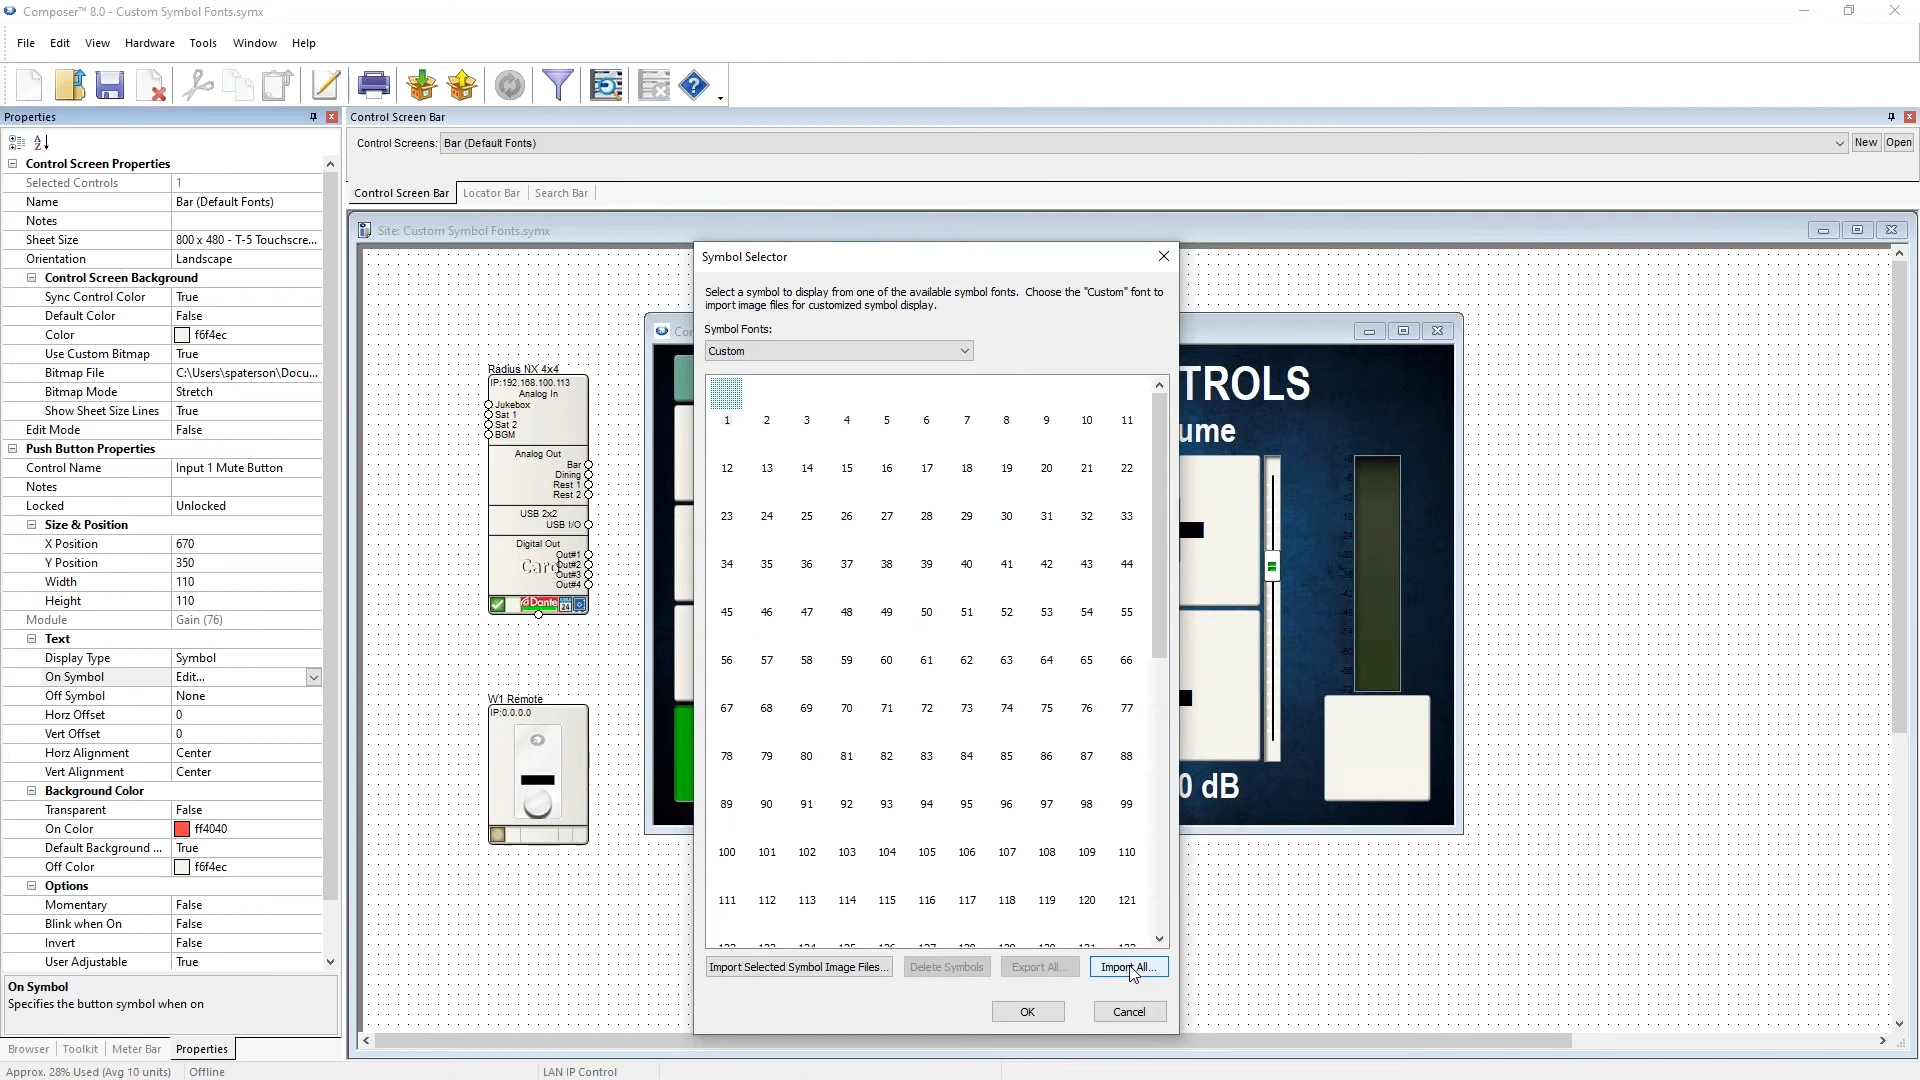 Composer™ 8.0 - Custom Symbol Fonts.symx
File Edit View Hardware Tools Window Help
Properties
Control Screen Properties
Selected Controls 1
Name Bar (Default Fonts)
Notes
Sheet Size 800 x 480 - T-5 Touchscre...
Orientation Landscape
Control Screen Background
Sync Control Color True
Default Color False
Color f6f4ec
Use Custom Bitmap True
Bitmap File C:\Users\spaterson\Docu...
Bitmap Mode Stretch
Show Sheet Size Lines True
Edit Mode False
Push Button Properties
Control Name Input 1 Mute Button
Notes
Locked Unlocked
Size & Position
X Position 670
Y Position 350
Width 110
Height 110
Module Gain (76)
Text
Display Type Symbol
On Symbol Edit...
Off Symbol None
Horz Offset 0
Vert Offset 0
Horz Alignment Center
Vert Alignment Center
Background Color
Transparent False
On Color ff4040
Default Background ... True
Off Color f6f4ec
Options
Momentary False
Blink when On False
Invert False
User Adjustable True
On Symbol
Specifies the button symbol when on
Browser Toolkit Meter Bar Properties
Approx. 28% Used (Avg 10 units) Offline LAN IP Control
Control Screen Bar
Control Screens: Bar (Default Fonts) New Open
Control Screen Bar Locator Bar Search Bar
Site: Custom Symbol Fonts.symx
Radius NX 4x4
IP:192.168.100.113
Analog In
Jukebox
Sat 1
Sat 2
BGM
Analog Out
Bar
Dining
Rest 1
Rest 2
USB 2x2
USB I/O
Digital Out
Out#1
Out#2
Out#3
Out#4
Dante
24
W1 Remote
IP:0.0.0.0
Symbol Selector
Select a symbol to display from one of the available symbol fonts. Choose the "Custom" font to
import image files for customized symbol display.
Symbol Fonts:
Custom
1 2 3 4 5 6 7 8 9 10 11
12 13 14 15 16 17 18 19 20 21 22
23 24 25 26 27 28 29 30 31 32 33
34 35 36 37 38 39 40 41 42 43 44
45 46 47 48 49 50 51 52 53 54 55
56 57 58 59 60 61 62 63 64 65 66
67 68 69 70 71 72 73 74 75 76 77
78 79 80 81 82 83 84 85 86 87 88
89 90 91 92 93 94 95 96 97 98 99
100 101 102 103 104 105 106 107 108 109 110
111 112 113 114 115 116 117 118 119 120 121
Import Selected Symbol Image Files... Delete Symbols Export All... Import All...
OK Cancel
TROLS
ume
0 dB